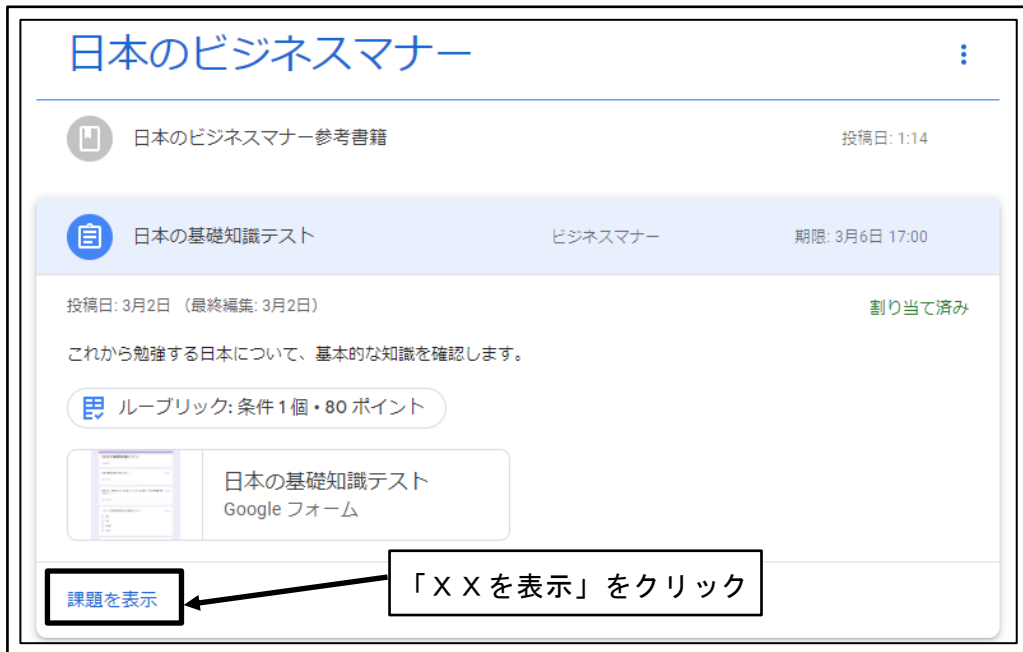 日本のビジネスマナー
日本のビジネスマナー参考書籍 投稿日: 1:14
日本の基礎知識テスト ビジネスマナー 期限: 3月6日 17:00
投稿日: 3月2日 （最終編集: 3月2日） 割り当て済み
これから勉強する日本について、基本的な知識を確認します。
ルーブリック: 条件 1 個 • 80 ポイント
日本の基礎知識テスト
Google フォーム
「ＸＸを表示」をクリック
課題を表示